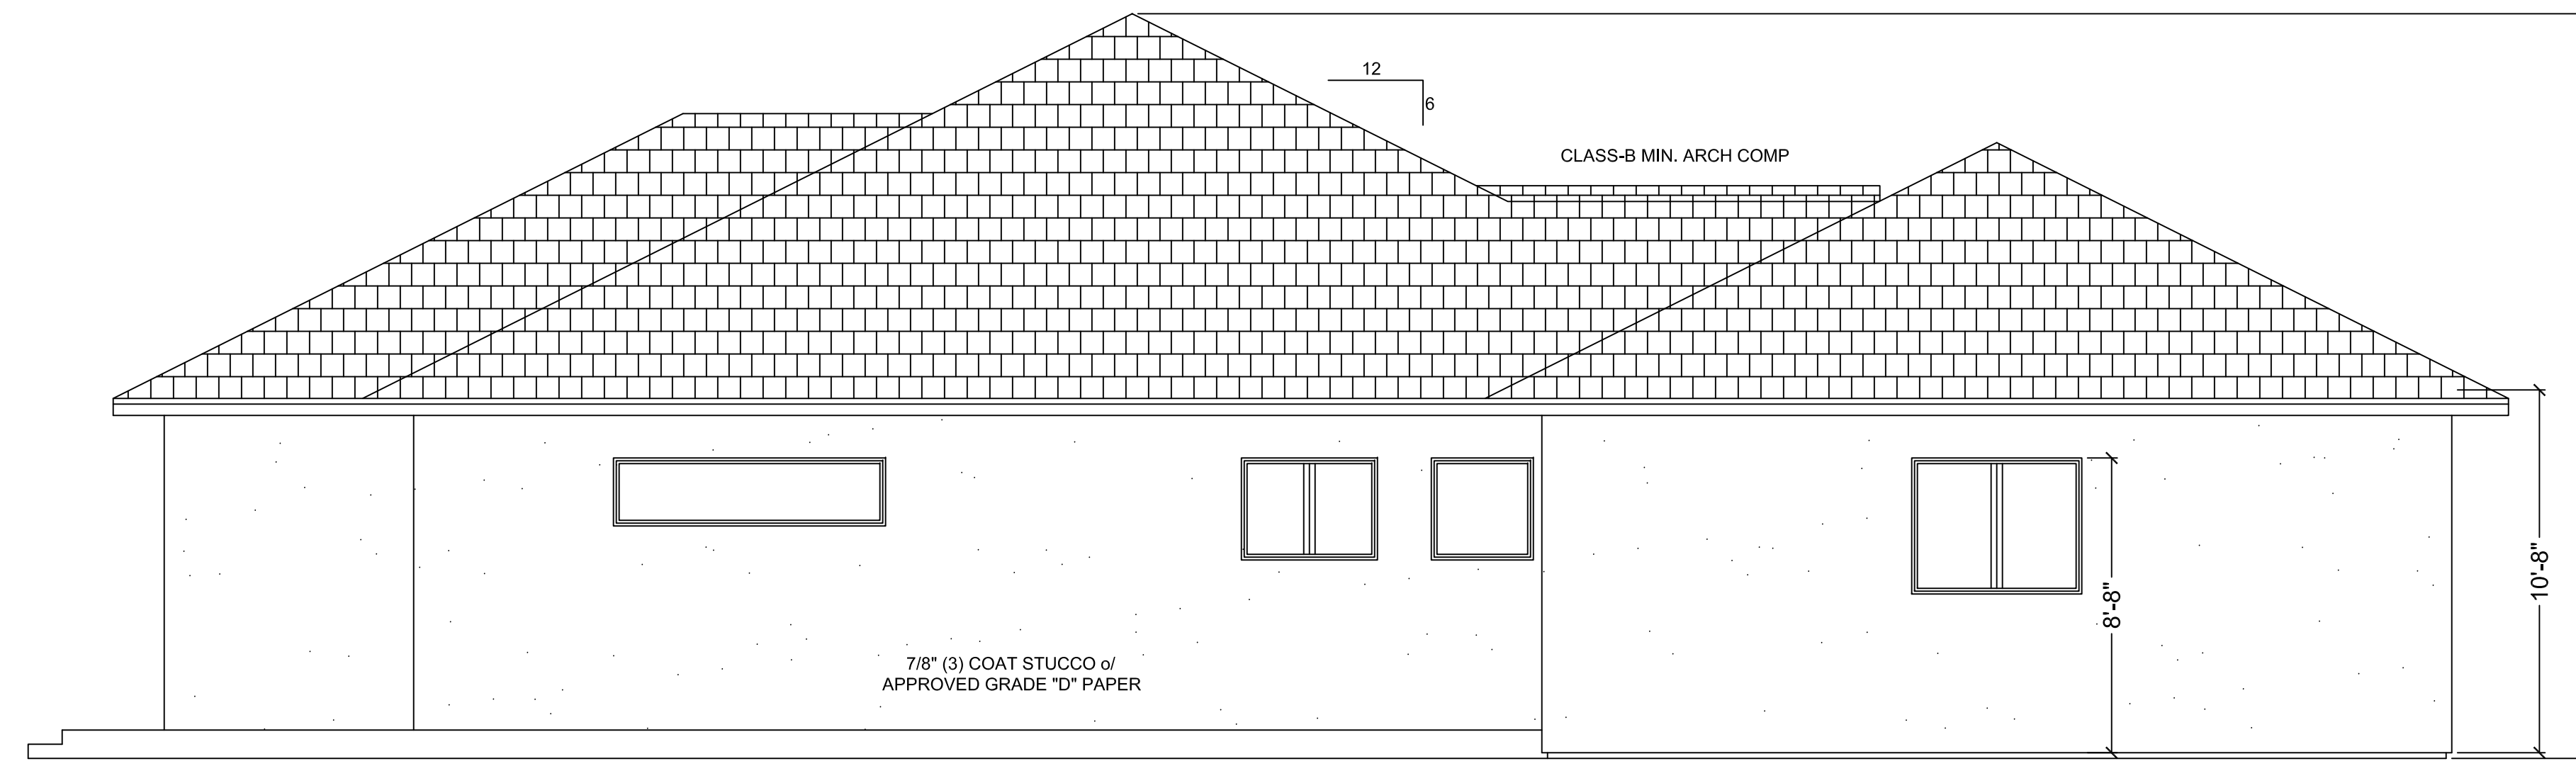 12
6
CLASS-B MIN. ARCH COMP
7/8" (3) COAT STUCCO o/
APPROVED GRADE "D" PAPER
8'-8"
10'-8"